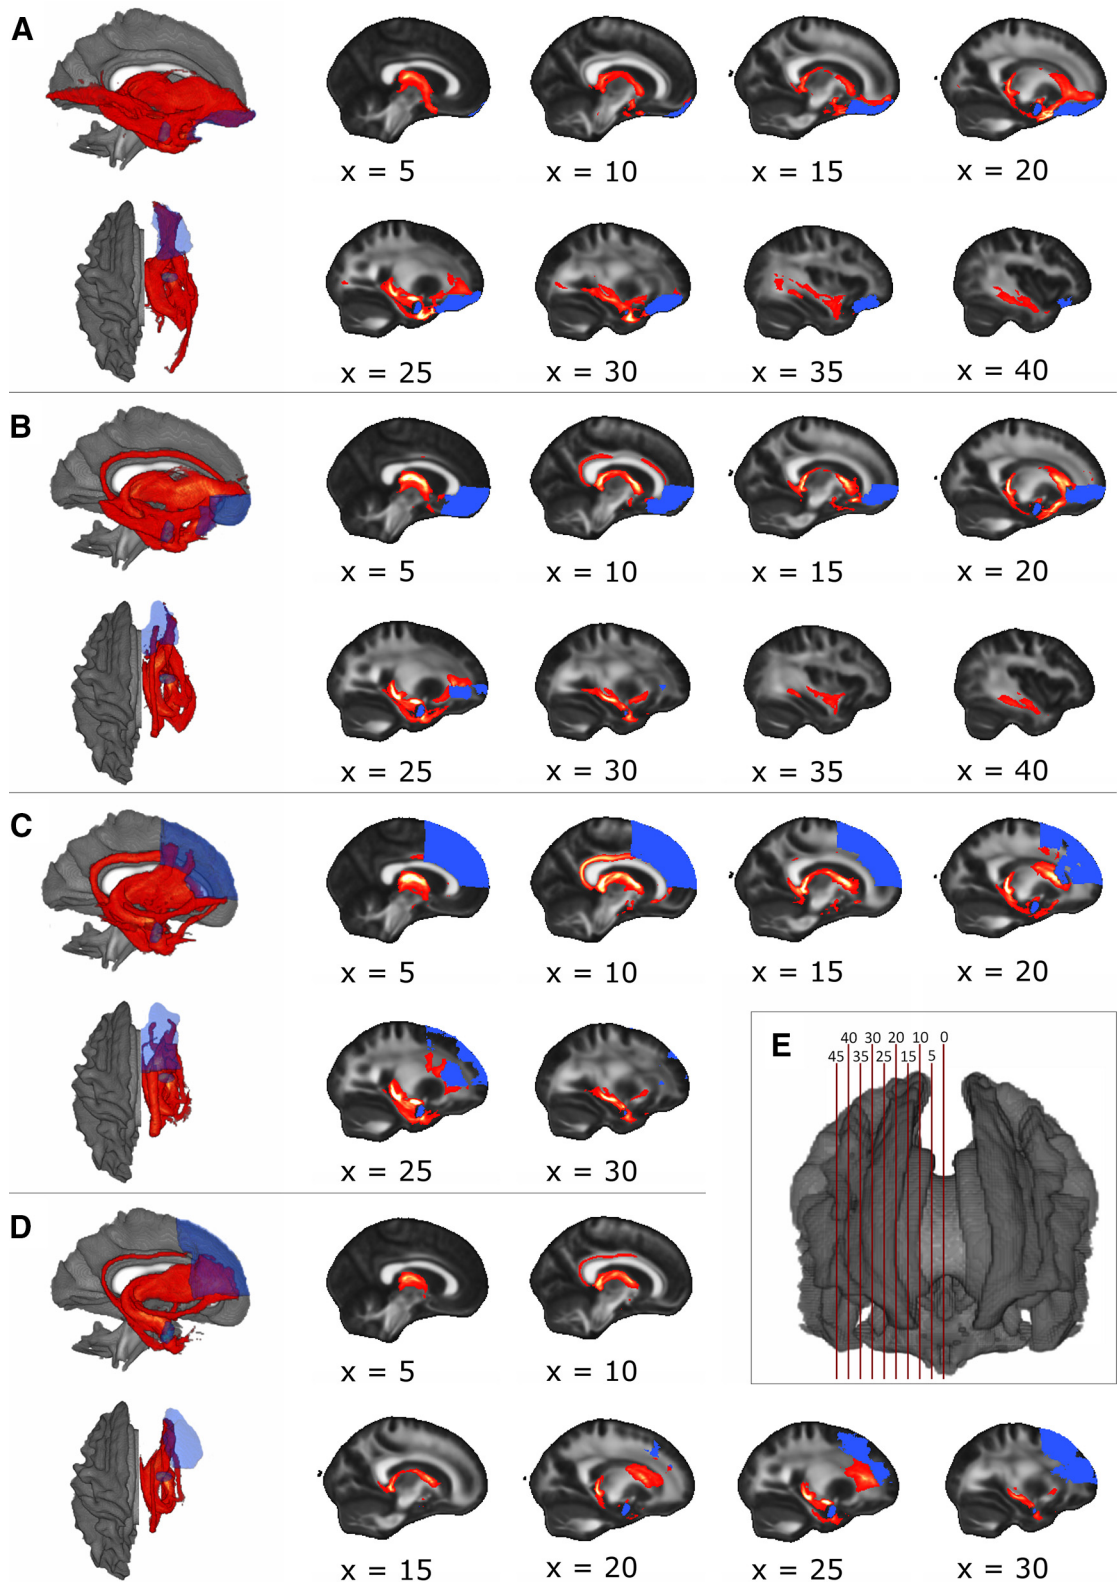 A
x = 5
x = 10
x = 15
x = 20
x = 25
x = 30
x = 35
x = 40
B
x = 5
x = 10
x = 15
x = 20
x = 25
x = 30
x = 35
x = 40
C
x = 5
x = 10
x = 15
x = 20
x = 25
x = 30
E
40 30 20 10 0
45 35 25 15 5
D
x = 5
x = 10
x = 15
x = 20
x = 25
x = 30